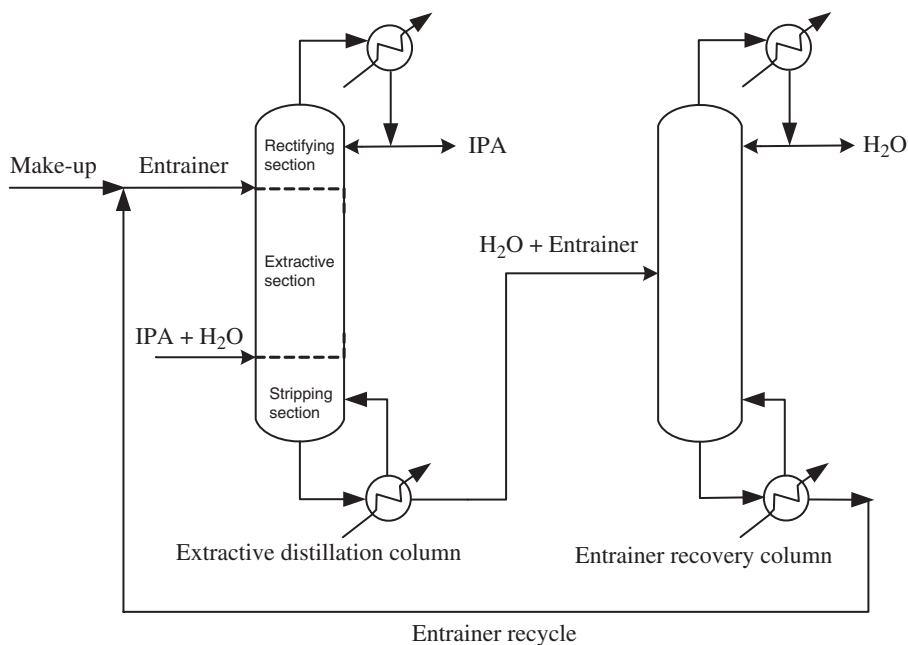 Rectifying
section
IPA
H₂O
Make-up
Entrainer
H₂O + Entrainer
Extractive
section
IPA + H₂O
Stripping
section
Extractive distillation column
Entrainer recovery column
Entrainer recycle